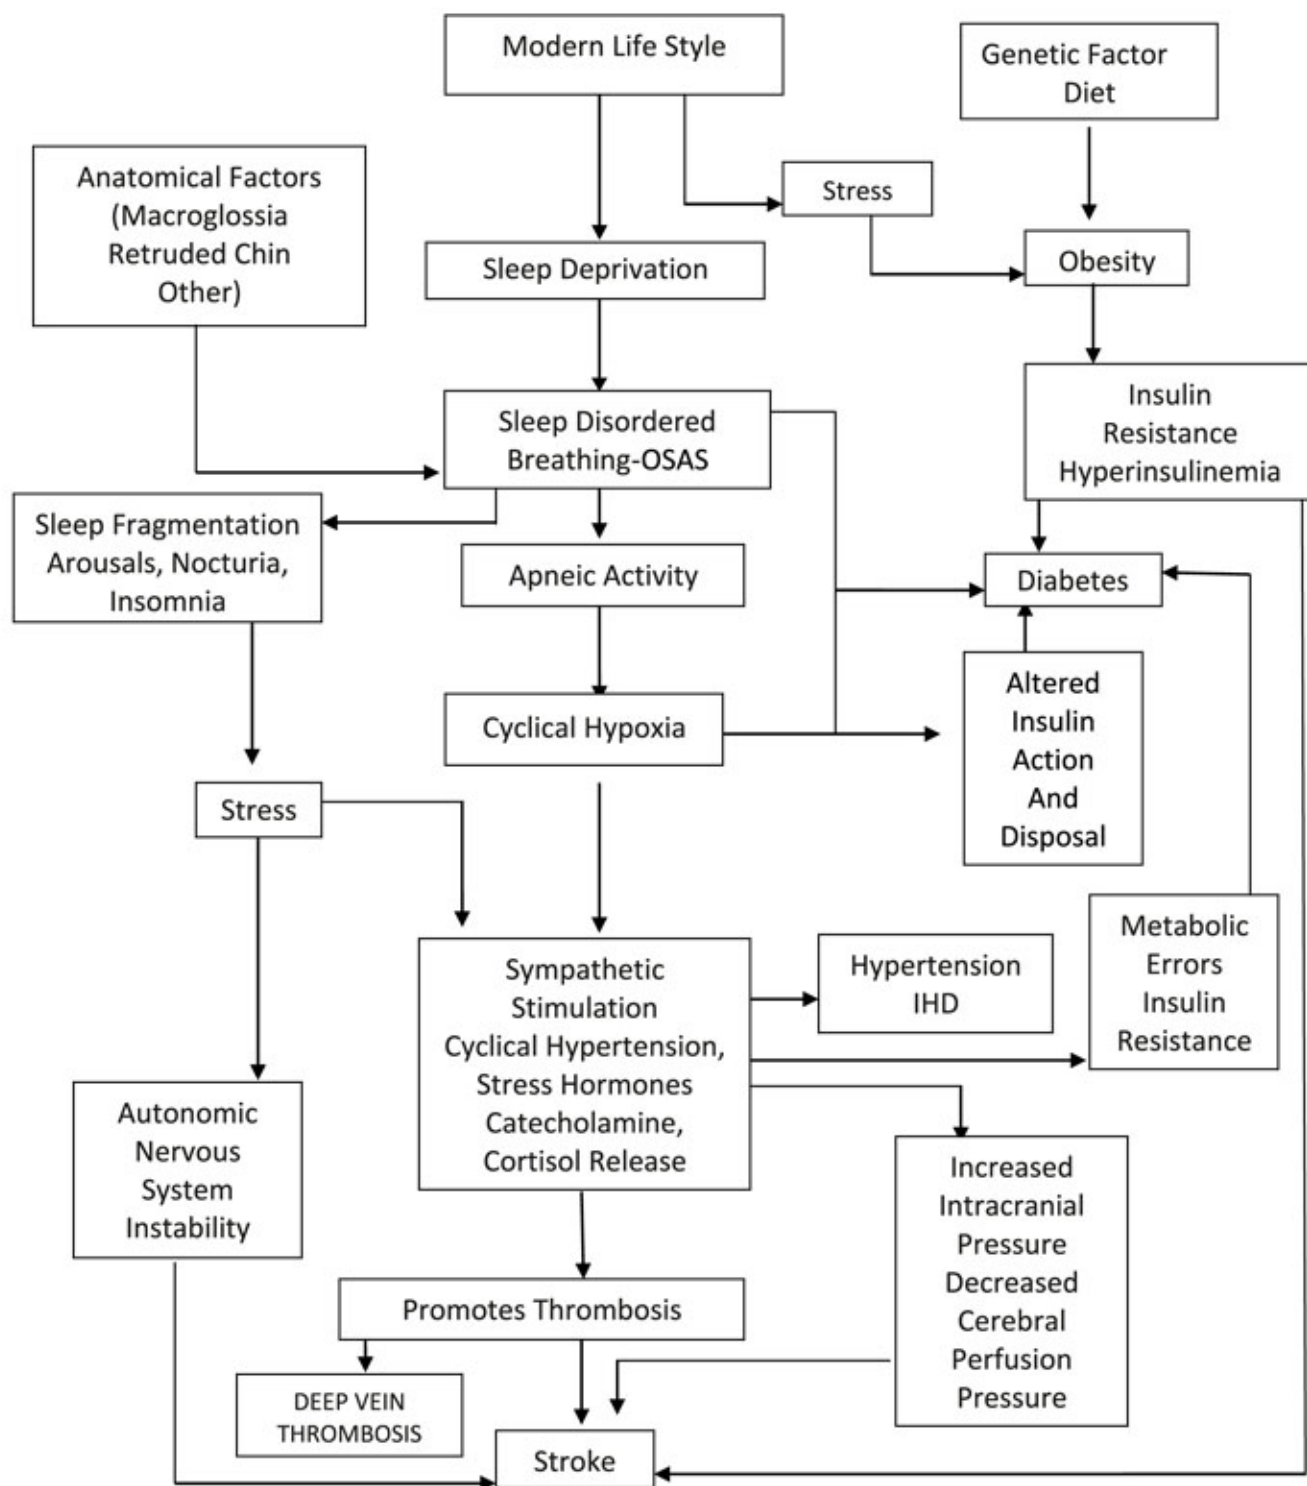 Modern Life Style
Genetic Factor
Diet
Anatomical Factors
(Macroglossia
Retruded Chin
Other)
Stress
Sleep Deprivation
Obesity
Sleep Disordered
Breathing-OSAS
Insulin
Resistance
Hyperinsulinemia
Sleep Fragmentation
Arousals, Nocturia,
Insomnia
Apneic Activity
Diabetes
Altered
Insulin
Action
And
Disposal
Cyclical Hypoxia
Stress
Sympathetic
Stimulation
Cyclical Hypertension,
Stress Hormones
Catecholamine,
Cortisol Release
Hypertension
IHD
Metabolic
Errors
Insulin
Resistance
Autonomic
Nervous
System
Instability
Increased
Intracranial
Pressure
Decreased
Cerebral
Perfusion
Pressure
Promotes Thrombosis
DEEP VEIN
THROMBOSIS
Stroke